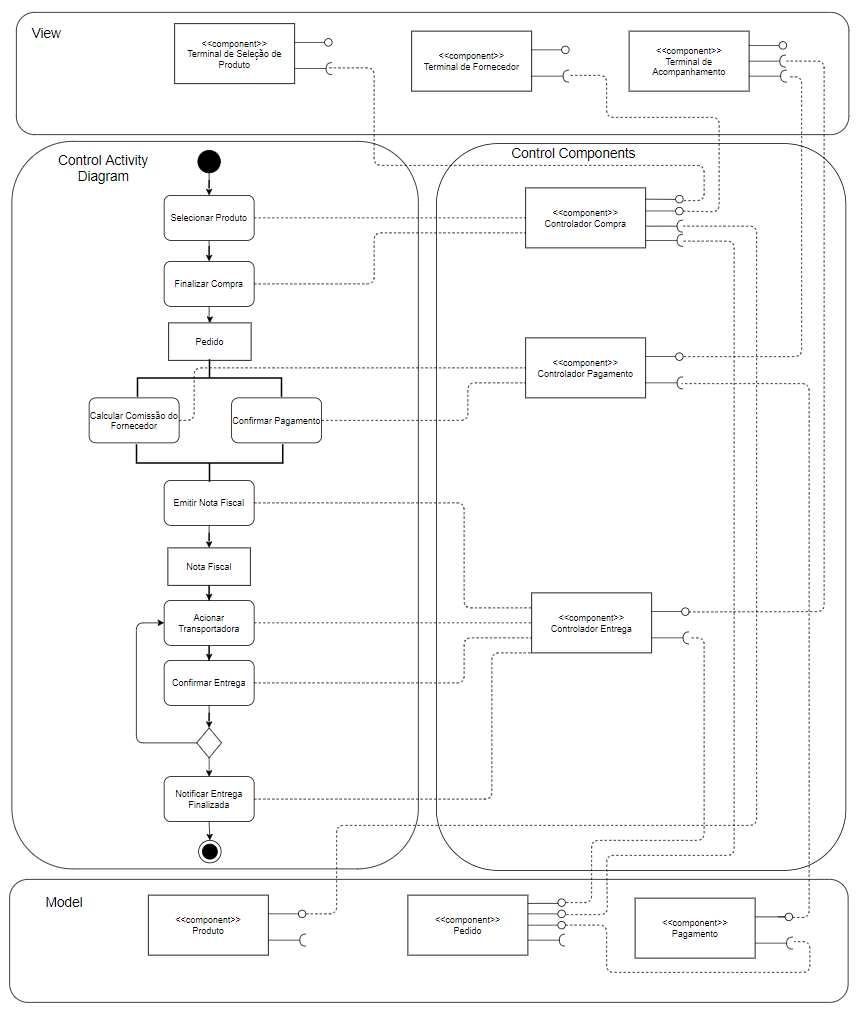 View
<<component>>
Terminal de Seleção de
Produto
<<component>>
Terminal de Fornecedor
<<component>>
Terminal de
Acompanhamento
Control Activity
Diagram
Selecionar Produto
Finalizar Compra
Pedido
Calcular Comissão do
Fornecedor
Confirmar Pagamento
Emitir Nota Fiscal
Nota Fiscal
Acionar
Transportadora
Confirmar Entrega
Notificar Entrega
Finalizada
Control Components
<<component>>
Controlador Compra
<<component>>
Controlador Pagamento
<<component>>
Controlador Entrega
Model
<<component>>
Produto
<<component>>
Pedido
<<component>>
Pagamento